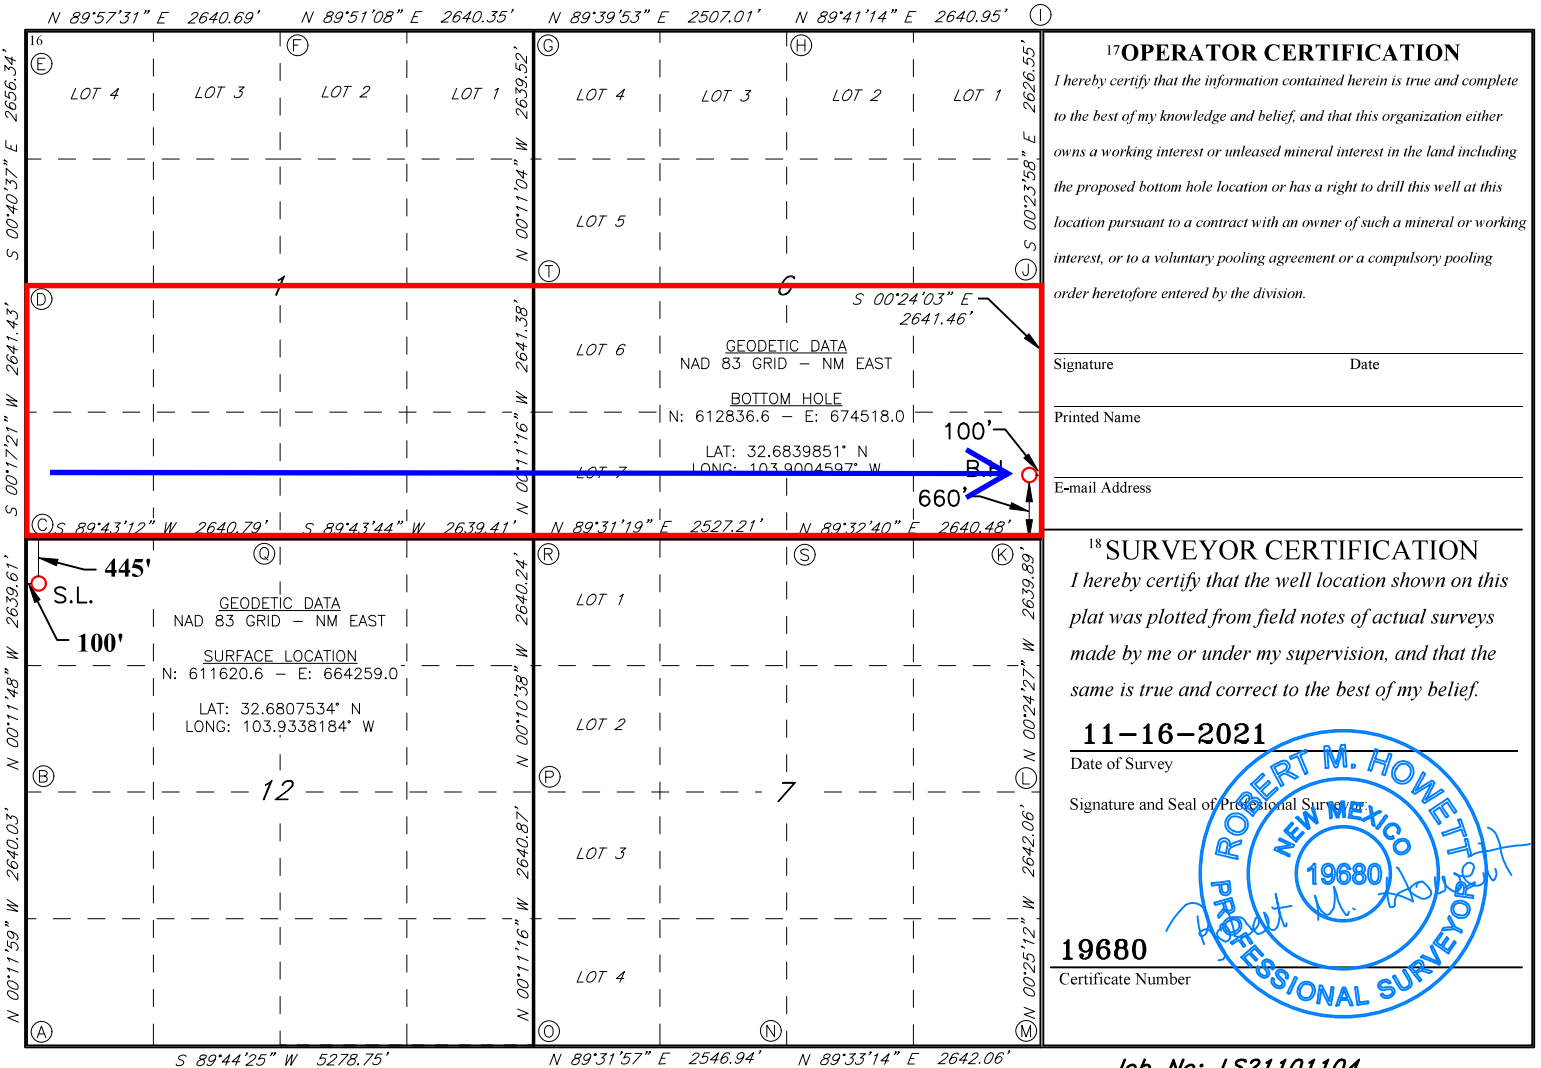 N 89°57'31" E 2640.69' N 89°51'08" E 2640.35' N 89°39'53" E 2507.01' N 89°41'14" E 2640.95' I
16
E F G H
LOT 4 LOT 3 LOT 2 LOT 1 LOT 4 LOT 3 LOT 2 LOT 1
S 00°40'37" E 2656.34'
N 00°11'04" W 2639.52'
S 00°23'58" E 2626.55'
LOT 5
T J
1 6
D
S 00°24'03" E
2641.46'
S 00°17'21" W 2641.43'
N 00°11'16" W 2641.38'
LOT 6
GEODETIC DATA
NAD 83 GRID – NM EAST
BOTTOM HOLE
N: 612836.6 – E: 674518.0
LAT: 32.6839851° N
LONG: 103.9004597° W
LOT 7
100'
B.H.
660'
C S 89°43'12" W 2640.79' S 89°43'44" W 2639.41' N 89°31'19" E 2527.21' N 89°32'40" E 2640.48'
Q R S K
445'
S.L.
100'
N 00°11'48" W 2639.61'
GEODETIC DATA
NAD 83 GRID – NM EAST
SURFACE LOCATION
N: 611620.6 – E: 664259.0
LAT: 32.6807534° N
LONG: 103.9338184° W
N 00°10'38" W 2640.24'
LOT 1
LOT 2
N 00°24'27" W 2639.89'
B P L
12 7
N 00°11'59" W 2640.03'
N 00°11'16" W 2640.87'
LOT 3
LOT 4
N 00°25'12" W 2642.06'
A O N M
S 89°44'25" W 5278.75' N 89°31'57" E 2546.94' N 89°33'14" E 2642.06'
17 OPERATOR CERTIFICATION
I hereby certify that the information contained herein is true and complete
to the best of my knowledge and belief, and that this organization either
owns a working interest or unleased mineral interest in the land including
the proposed bottom hole location or has a right to drill this well at this
location pursuant to a contract with an owner of such a mineral or working
interest, or to a voluntary pooling agreement or a compulsory pooling
order heretofore entered by the division.
Signature Date
Printed Name
E-mail Address
18 SURVEYOR CERTIFICATION
I hereby certify that the well location shown on this
plat was plotted from field notes of actual surveys
made by me or under my supervision, and that the
same is true and correct to the best of my belief.
11-16-2021
Date of Survey
Signature and Seal of Profesional Surveyor:
ROBERT M. HOWETT
NEW MEXICO
19680
PROFESSIONAL SURVEYOR
Robert M. Howett
19680
Certificate Number
Job No: LS21101104